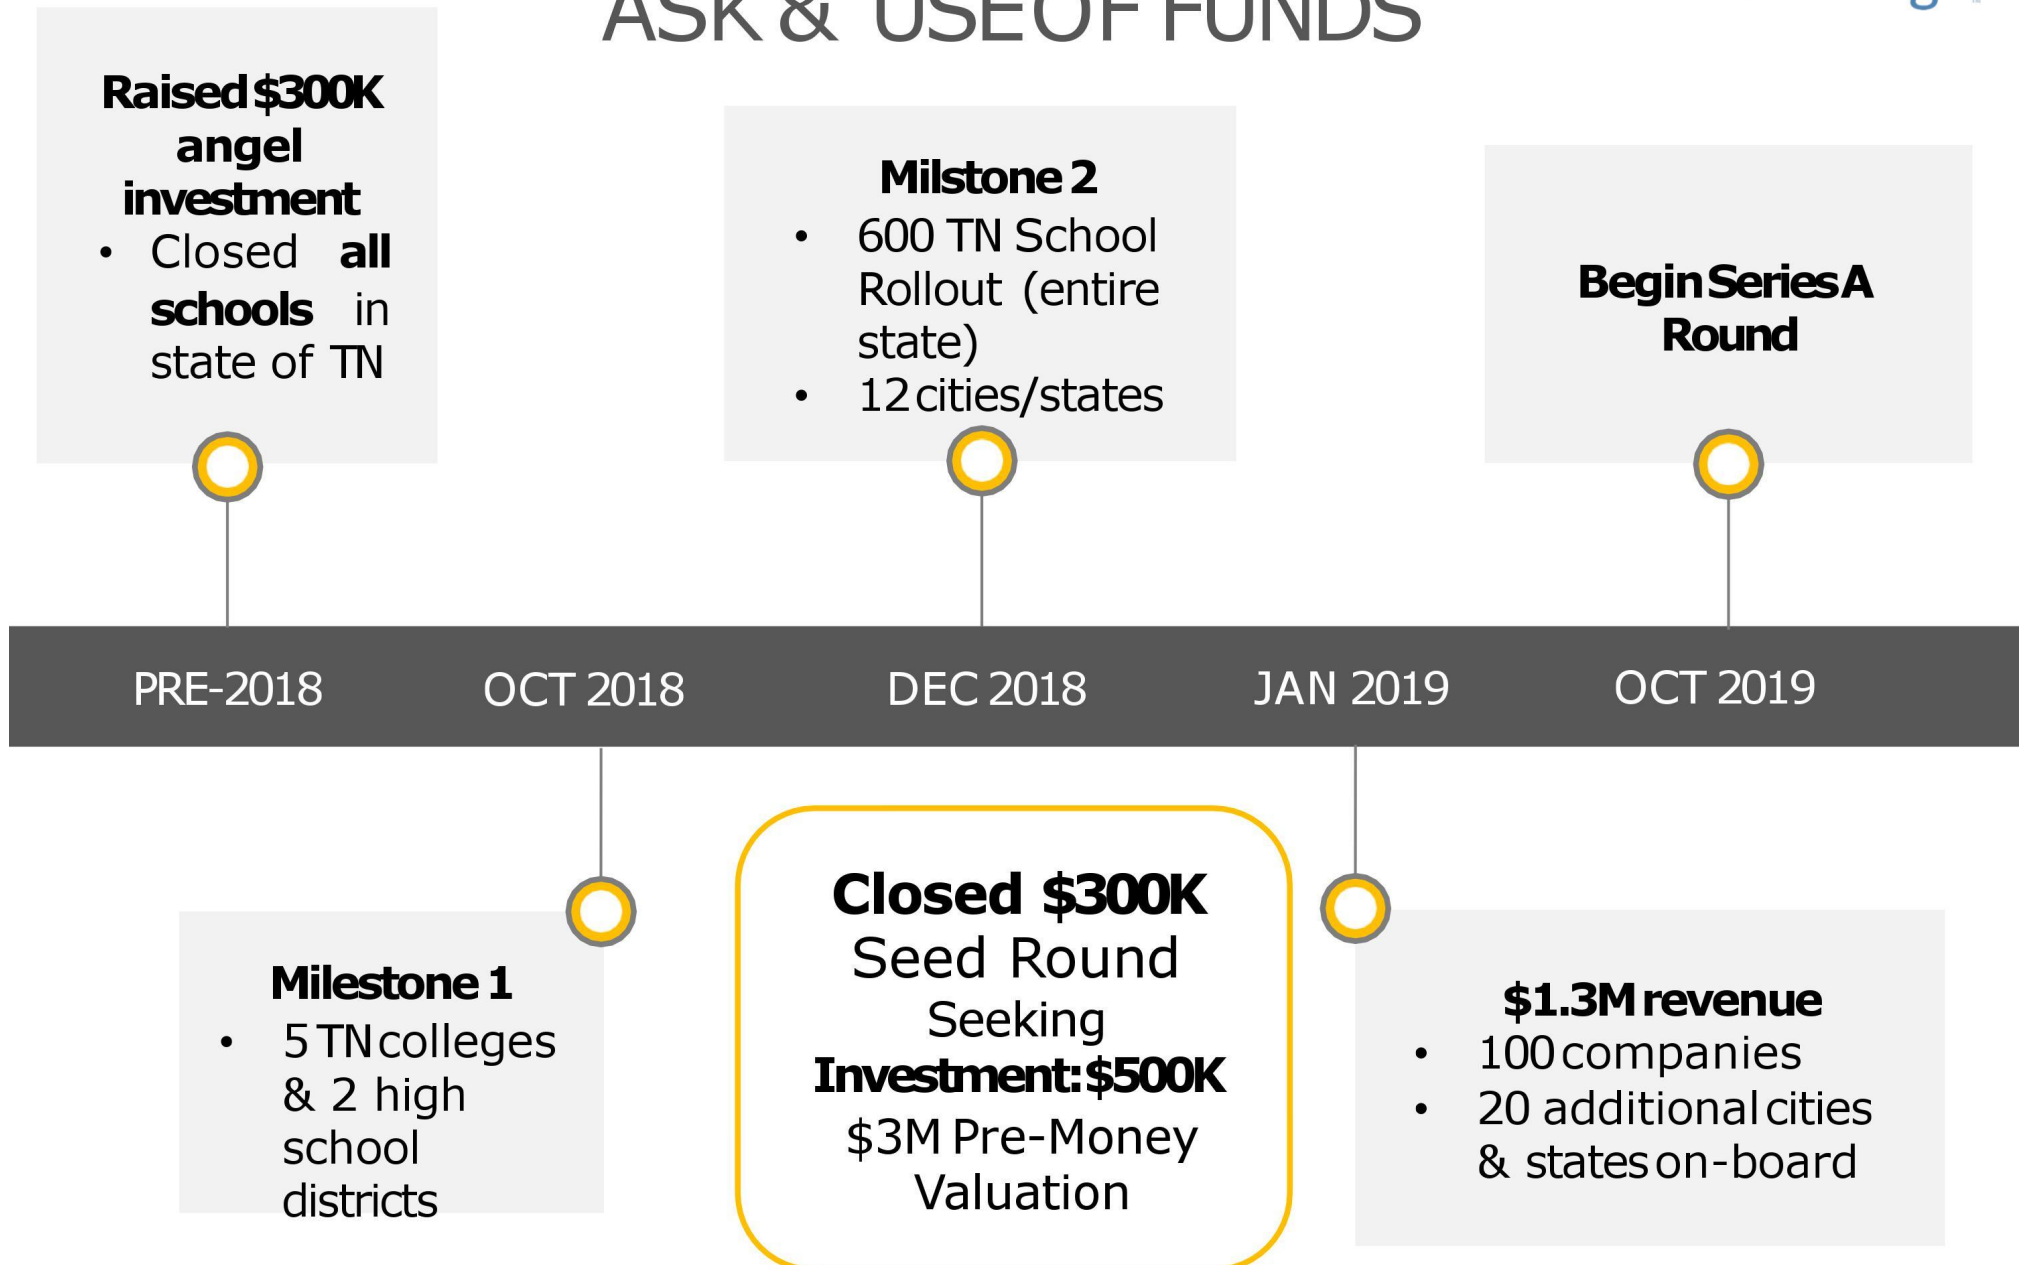 ASK & USE OF FUNDS
Raised $300K
angel
investment
• Closed all
schools in
state of TN
Milstone 2
• 600 TN School
Rollout (entire
state)
• 12 cities/states
Begin Series A
Round
PRE-2018
OCT 2018
DEC 2018
JAN 2019
OCT 2019
Milestone 1
• 5 TN colleges
& 2 high
school
districts
Closed $300K
Seed Round
Seeking
Investment: $500K
$3M Pre-Money
Valuation
$1.3M revenue
• 100 companies
• 20 additional cities
& states on-board